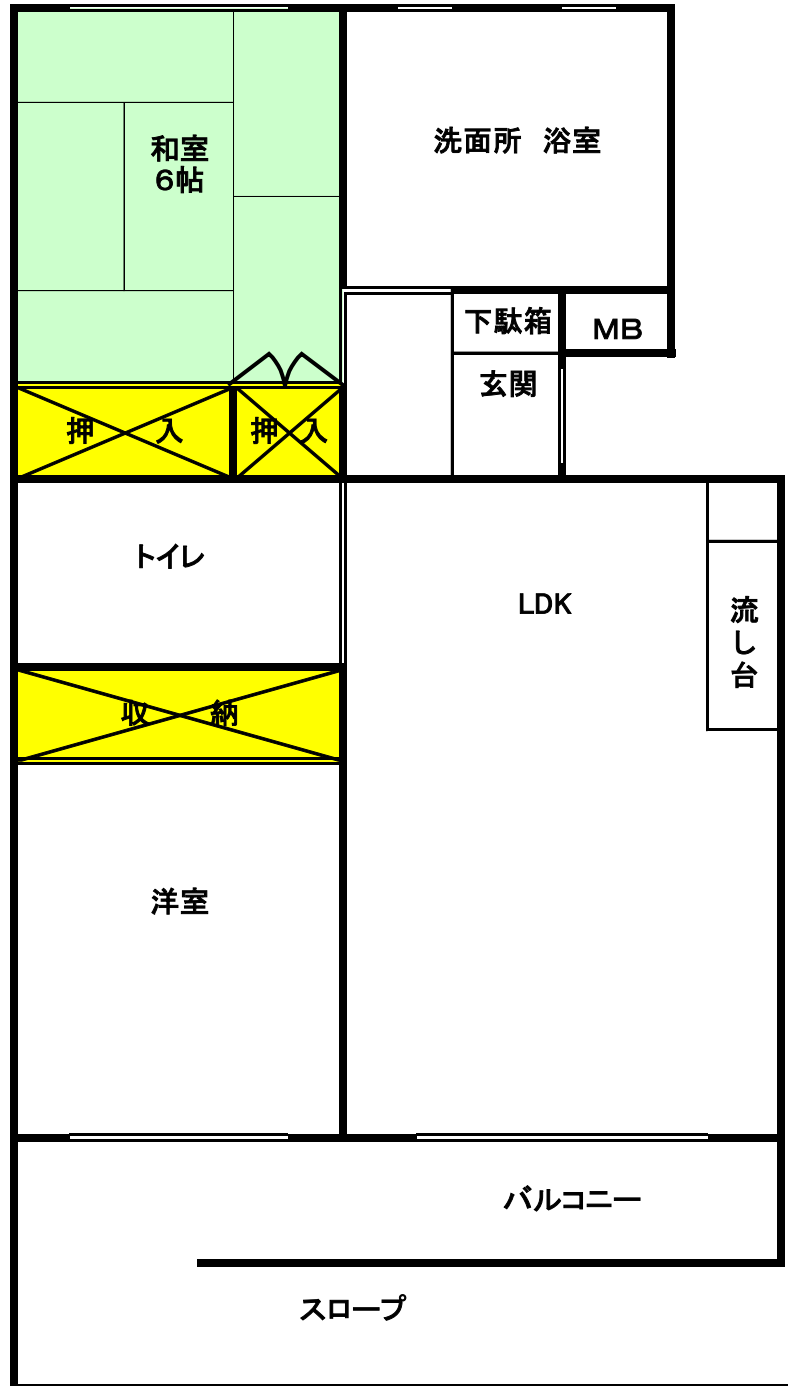 和室
6帖
洗面所 浴室
下駄箱
MB
玄関
押 入
押 入
トイレ
LDK
流し台
収 納
洋室
バルコニー
スロープ